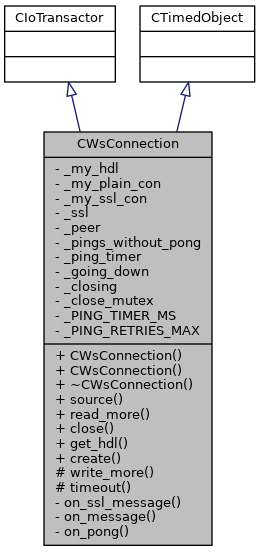 CIoTransactor
CTimedObject
CWsConnection
- _my_hdl
- _my_plain_con
- _my_ssl_con
- _ssl
- _peer
- _pings_without_pong
- _ping_timer
- _going_down
- _closing
- _close_mutex
- _PING_TIMER_MS
- _PING_RETRIES_MAX
+ CWsConnection()
+ CWsConnection()
+ ~CWsConnection()
+ source()
+ read_more()
+ close()
+ get_hdl()
+ create()
# write_more()
# timeout()
- on_ssl_message()
- on_message()
- on_pong()